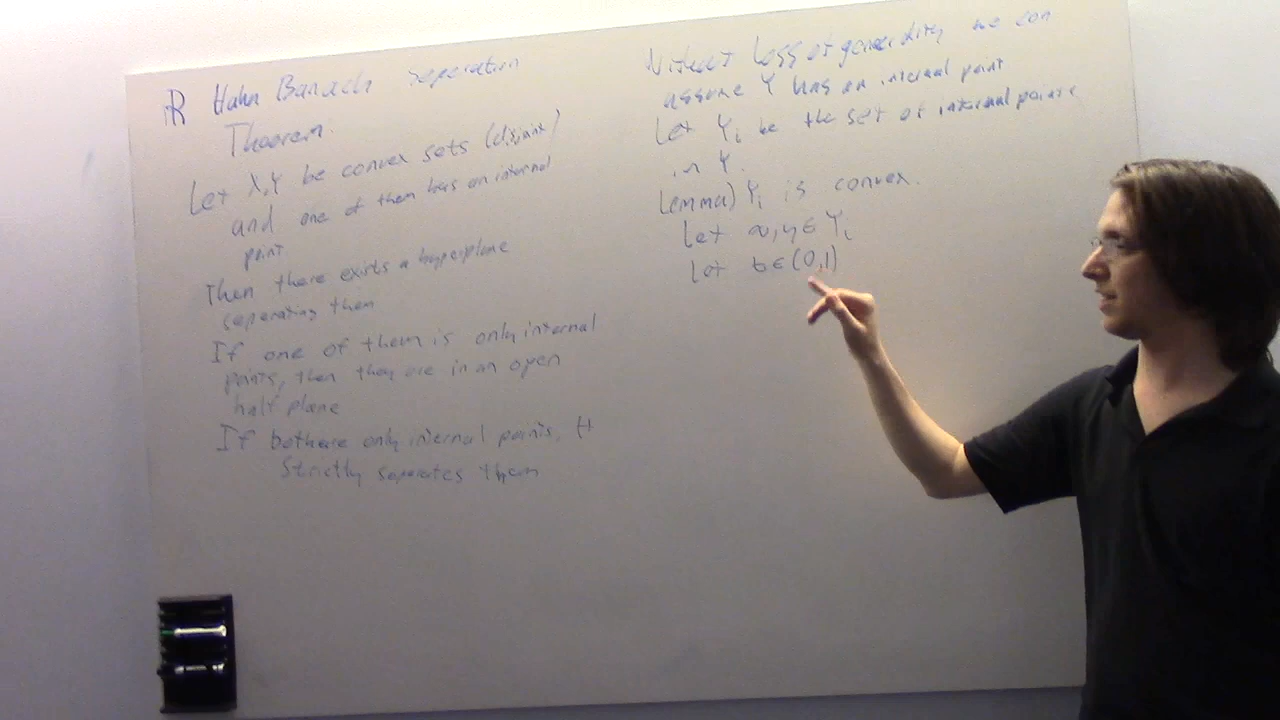 ℝ Hahn Banach Separation
Theorem.
Let X,Y be convex sets (disjoint)
and one of them has an internal
point
Then there exists a hyperplane
separating them
If one of them is only internal
points, then they are in an open
half plane
If both are only internal points, H
Strictly separates them
Without Loss of generality we can
assume Y has an internal point
Let Yi be the set of internal points
in Y.
Lemma) Yi is convex.
Let x,y ∈ Yi
Let t∈(0,1)